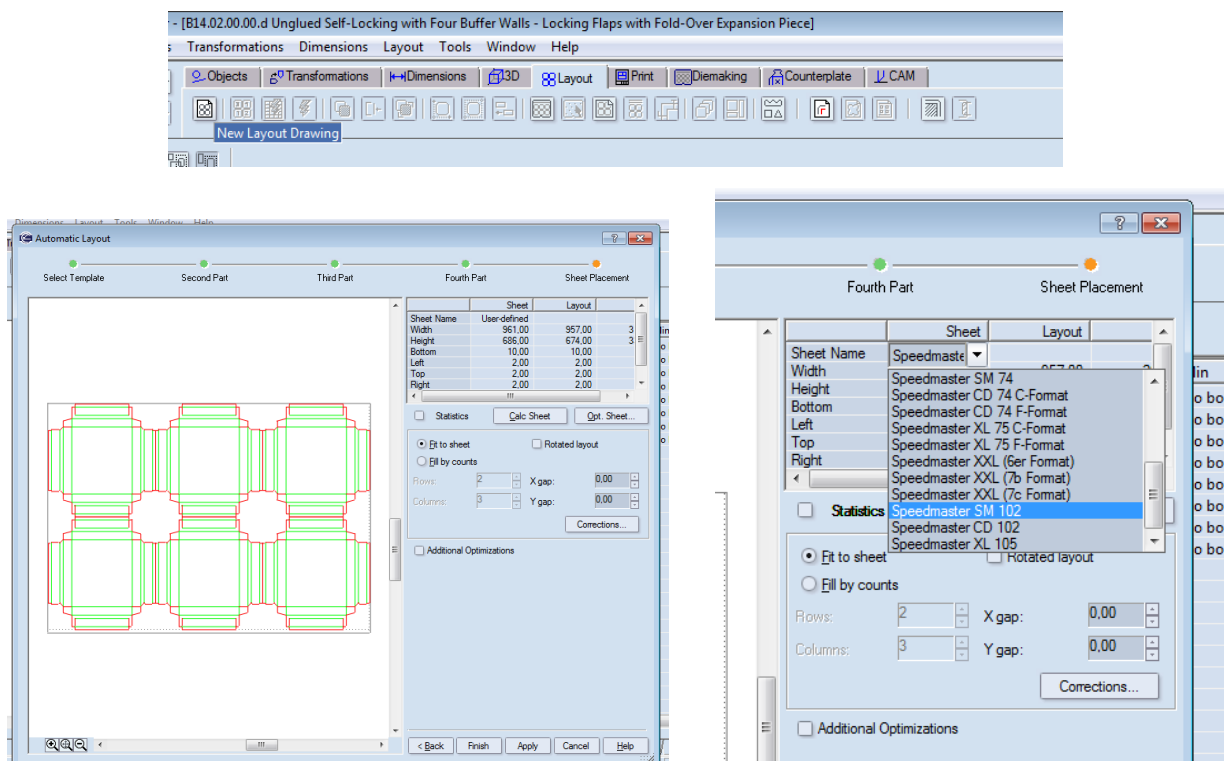 - [B14.02.00.00.d Unglued Self-Locking with Four Buffer Walls - Locking Flaps with Fold-Over Expansion Piece]
Transformations Dimensions Layout Tools Window Help
Objects Transformations Dimensions 3D Layout Print Diemaking Counterplate CAM
New Layout Drawing
Dimensions Layout Tools Window Help
Automatic Layout
Select Template Second Part Third Part Fourth Part Sheet Placement
Sheet Layout
Sheet Name User-defined
Width 961,00 957,00 3
Height 686,00 674,00 3
Bottom 10,00 10,00
Left 2,00 2,00
Top 2,00 2,00
Right 2,00 2,00
Statistics Calc Sheet Opt. Sheet...
Fit to sheet Rotated layout
Fill by counts
Rows: 2 X gap: 0,00
Columns: 3 Y gap: 0,00
Corrections...
Additional Optimizations
< Back Finish Apply Cancel Help
Fourth Part Sheet Placement
Sheet Layout
Sheet Name Speedmaste
Width
Height
Bottom
Left
Top
Right
Speedmaster SM 74
Speedmaster CD 74 C-Format
Speedmaster CD 74 F-Format
Speedmaster XL 75 C-Format
Speedmaster XL 75 F-Format
Speedmaster XXL (6er Format)
Speedmaster XXL (7b Format)
Speedmaster XXL (7c Format)
Speedmaster SM 102
Speedmaster CD 102
Speedmaster XL 105
Statistics
Fit to sheet Rotated layout
Fill by counts
Rows: 2 X gap: 0,00
Columns: 3 Y gap: 0,00
Corrections...
Additional Optimizations